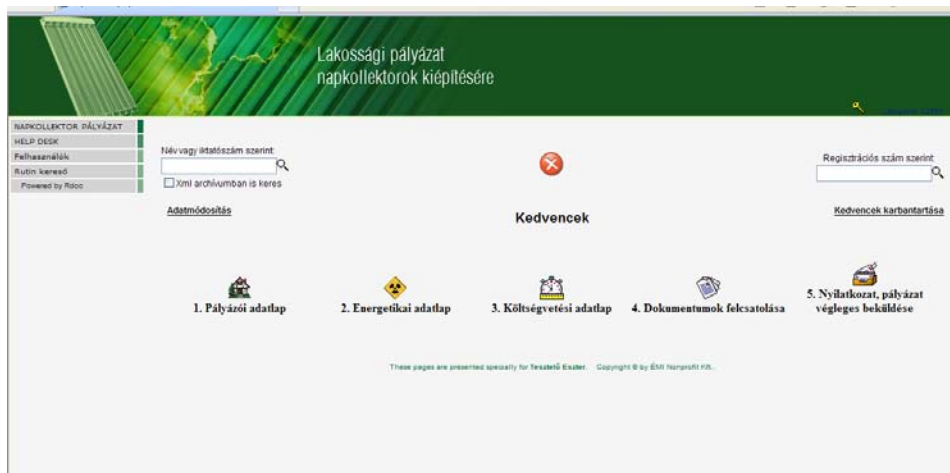 Lakossági pályázat
napkollektorok kiépítésére
NAPKOLLEKTOR PÁLYÁZAT
HELP DESK
Felhasználók
Rutin kereső
Powered by Rdoc
Név vagy iktatószám szerint:
Xml archívumban is keres
Regisztrációs szám szerint:
Adatmódosítás
Kedvencek
Kedvencek karbantartása
1. Pályázói adatlap
2. Energetikai adatlap
3. Költségvetési adatlap
4. Dokumentumok felcsatolása
5. Nyilatkozat, pályázat
végleges beküldése
These pages are presented specially for Tesztelő Eszter. Copyright © by ÉMI Nonprofit Kft..